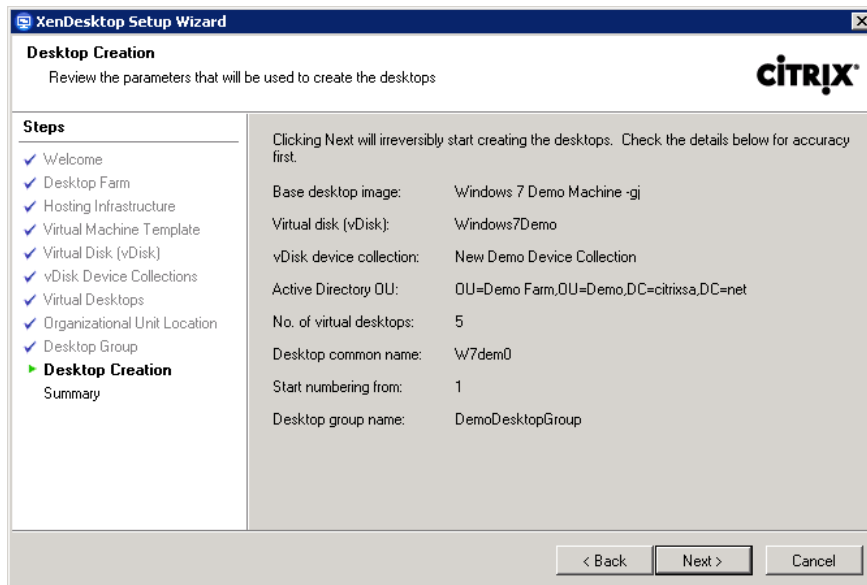 XenDesktop Setup Wizard
Desktop Creation
Review the parameters that will be used to create the desktops
CITRIX
Steps
Welcome
Desktop Farm
Hosting Infrastructure
Virtual Machine Template
Virtual Disk (vDisk)
vDisk Device Collections
Virtual Desktops
Organizational Unit Location
Desktop Group
Desktop Creation
Summary
Clicking Next will irreversibly start creating the desktops. Check the details below for accuracy
first.
Base desktop image: Windows 7 Demo Machine -gj
Virtual disk (vDisk): Windows7Demo
vDisk device collection: New Demo Device Collection
Active Directory OU: OU=Demo Farm,OU=Demo,DC=citrixsa,DC=net
No. of virtual desktops: 5
Desktop common name: W7dem0
Start numbering from: 1
Desktop group name: DemoDesktopGroup
< Back Next > Cancel